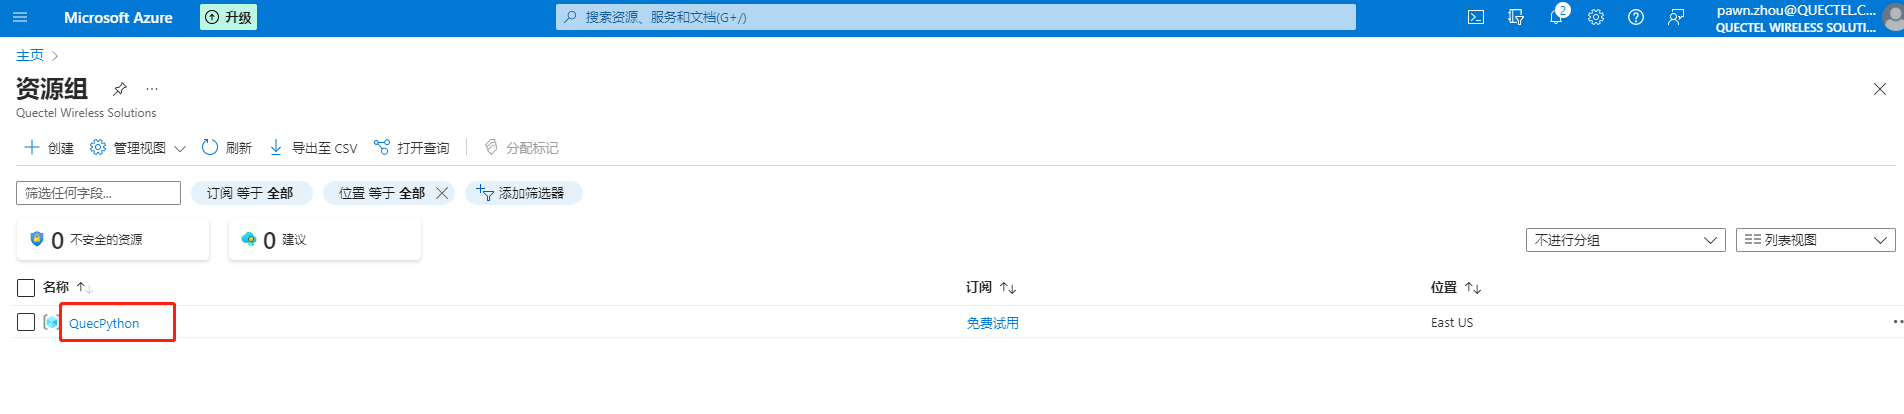 Microsoft Azure
升级
搜索资源、服务和文档(G+/)
2
pawn.zhou@QUECTEL.C...
QUECTEL WIRELESS SOLUTI...
主页
资源组
Quectel Wireless Solutions
创建 管理视图 刷新 导出至 CSV 打开查询 分配标记
筛选任何字段... 订阅 等于 全部 位置 等于 全部 添加筛选器
0 不安全的资源 0 建议
不进行分组 列表视图
名称 订阅 位置
QuecPython 免费试用 East US